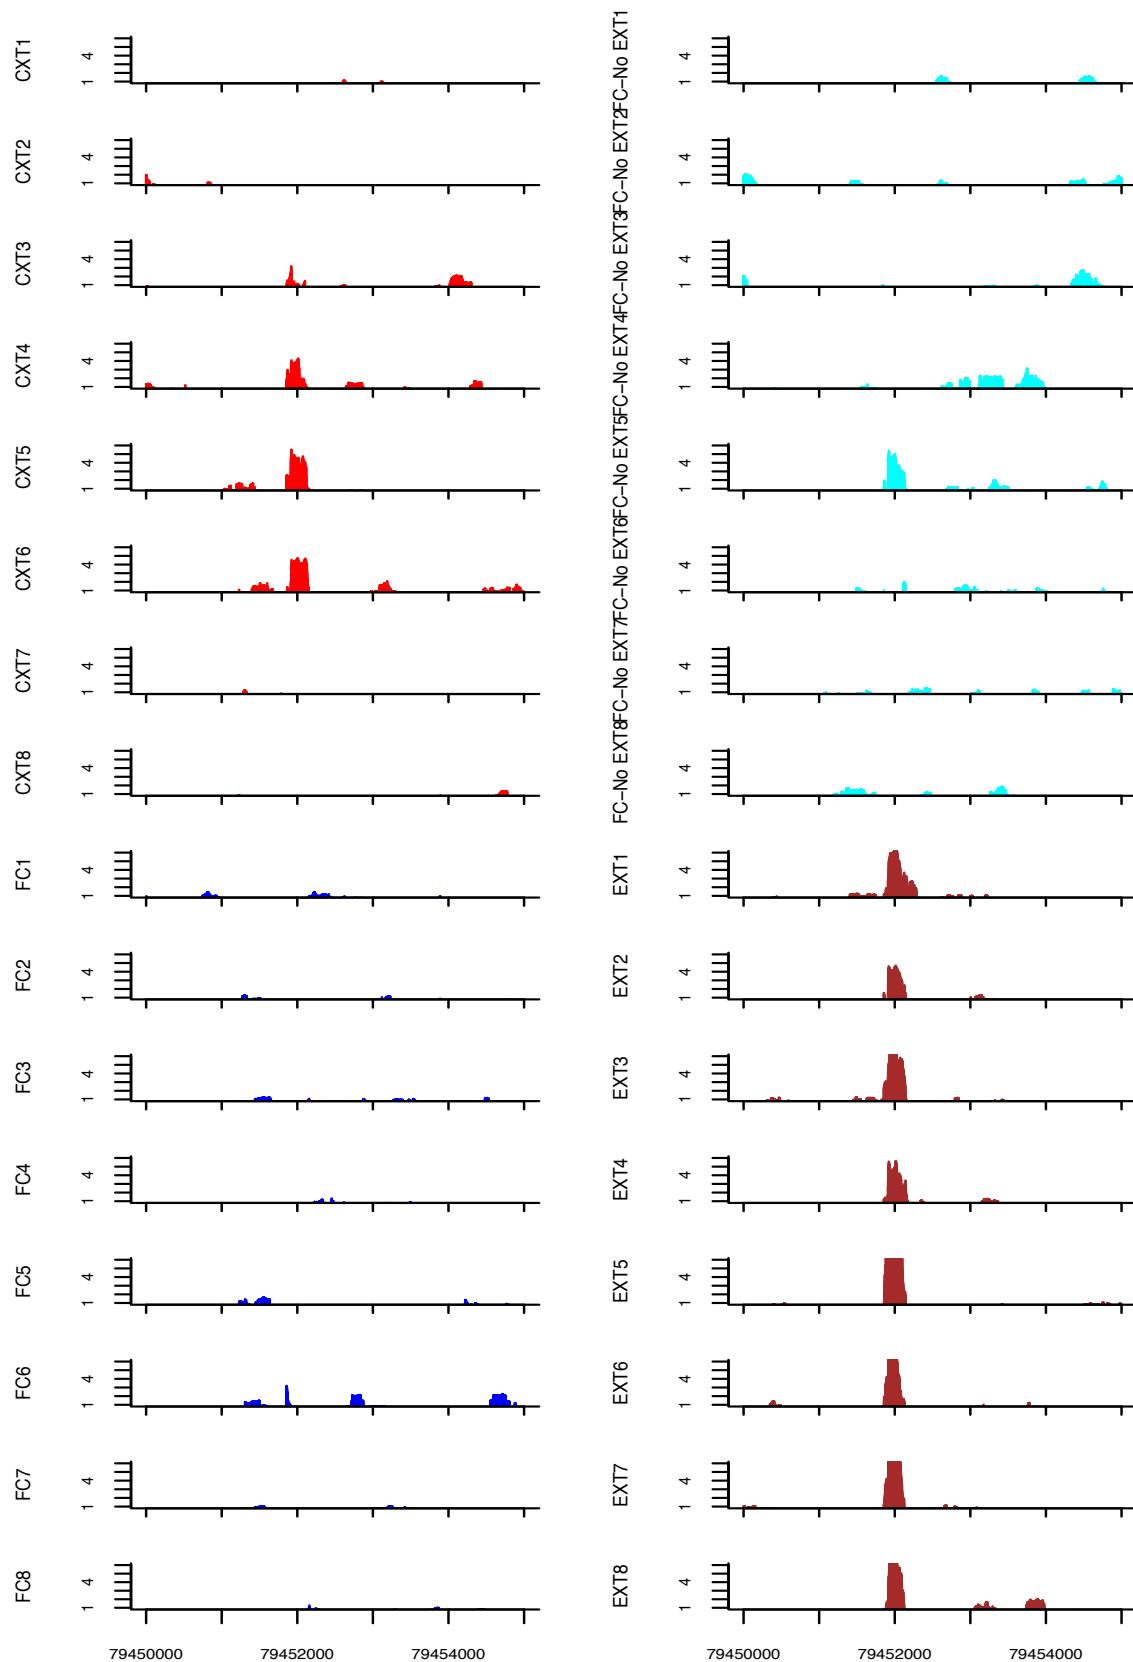 CXT1 1 4
CXT2 1 4
CXT3 1 4
CXT4 1 4
CXT5 1 4
CXT6 1 4
CXT7 1 4
CXT8 1 4
FC1 1 4
FC2 1 4
FC3 1 4
FC4 1 4
FC5 1 4
FC6 1 4
FC7 1 4
FC8 1 4
79450000 79452000 79454000
FC−No EXT1 1 4
FC−No EXT2 1 4
FC−No EXT3 1 4
FC−No EXT4 1 4
FC−No EXT5 1 4
FC−No EXT6 1 4
FC−No EXT7 1 4
FC−No EXT8 1 4
EXT1 1 4
EXT2 1 4
EXT3 1 4
EXT4 1 4
EXT5 1 4
EXT6 1 4
EXT7 1 4
EXT8 1 4
79450000 79452000 79454000